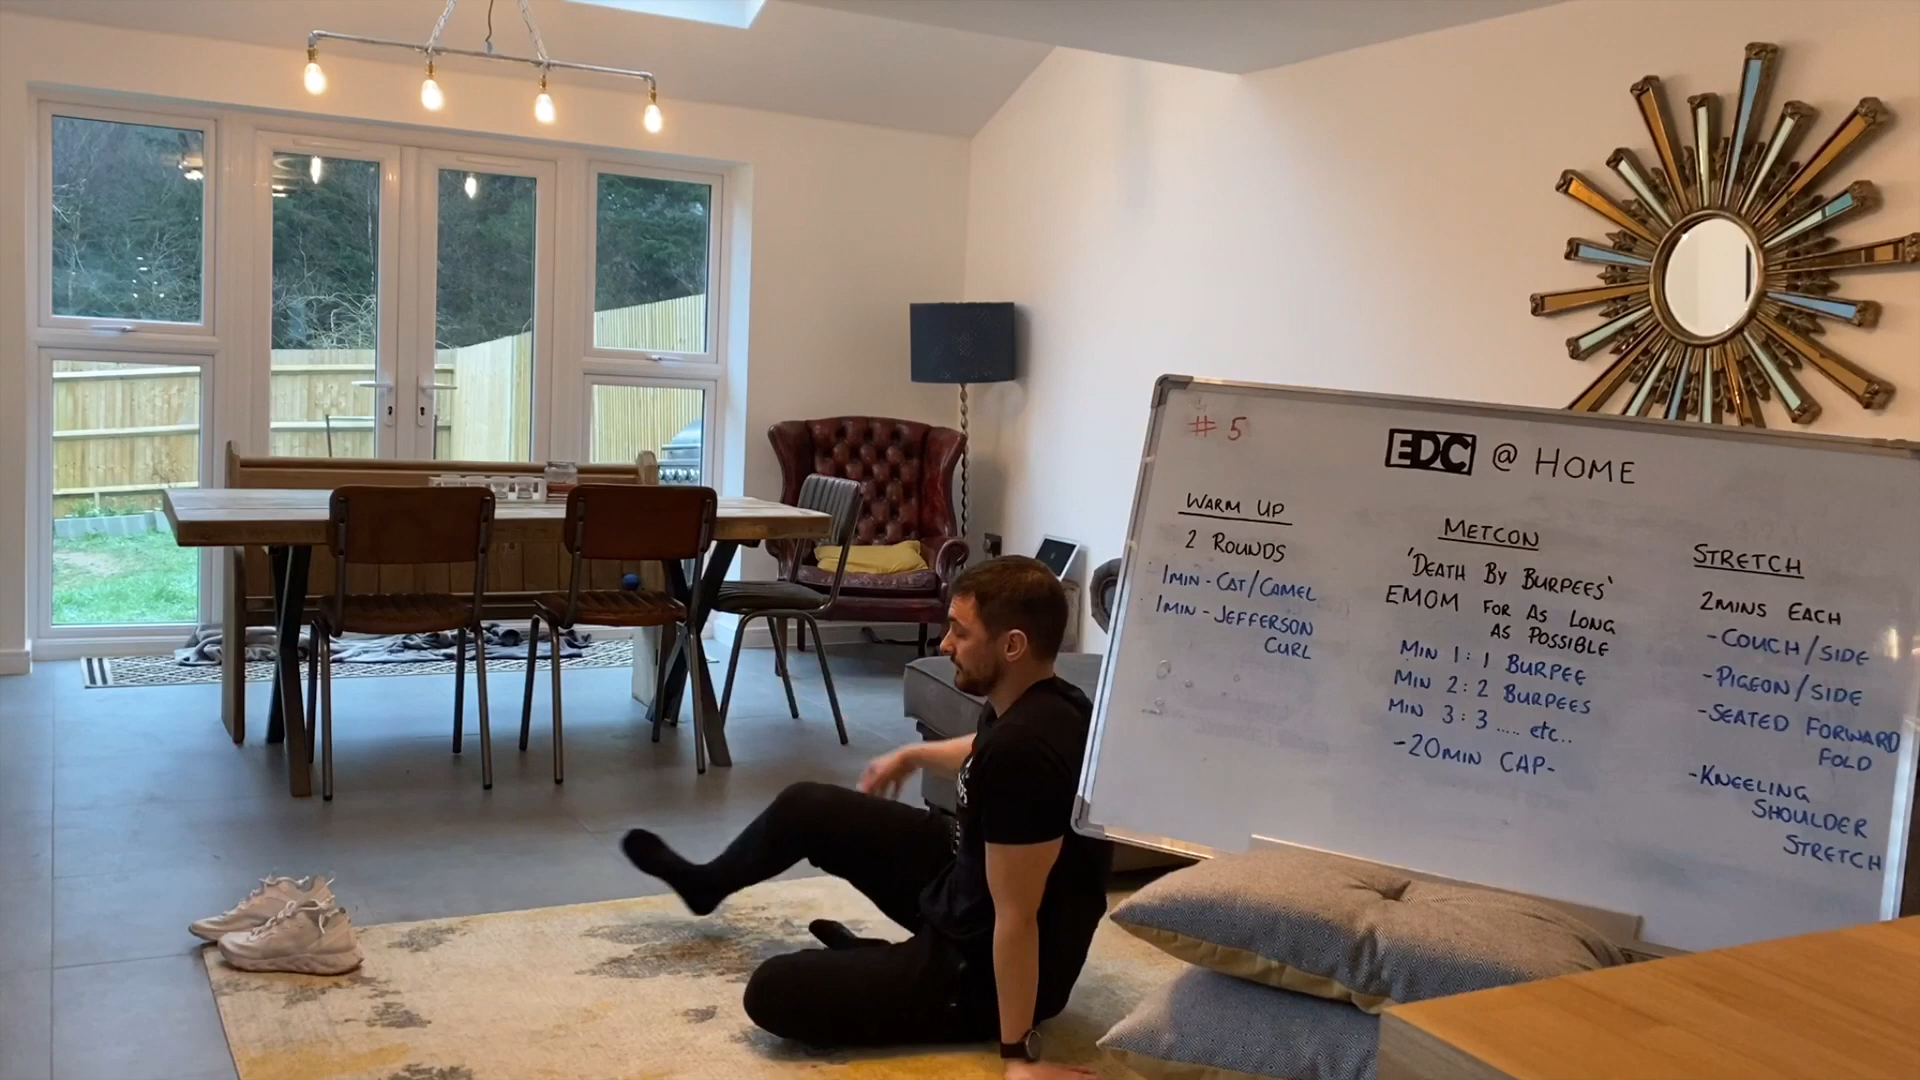 # 5
EDC @ HOME
WARM UP
2 ROUNDS
1MIN - CAT/CAMEL
1MIN - JEFFERSON
CURL
METCON
'DEATH BY BURPEES'
EMOM FOR AS LONG
AS POSSIBLE
MIN 1: 1 BURPEE
MIN 2: 2 BURPEES
MIN 3: 3 ..... etc..
-20MIN CAP-
STRETCH
2MINS EACH
-COUCH/SIDE
-PIGEON/SIDE
-SEATED FORWARD
FOLD
-KNEELING
SHOULDER
STRETCH